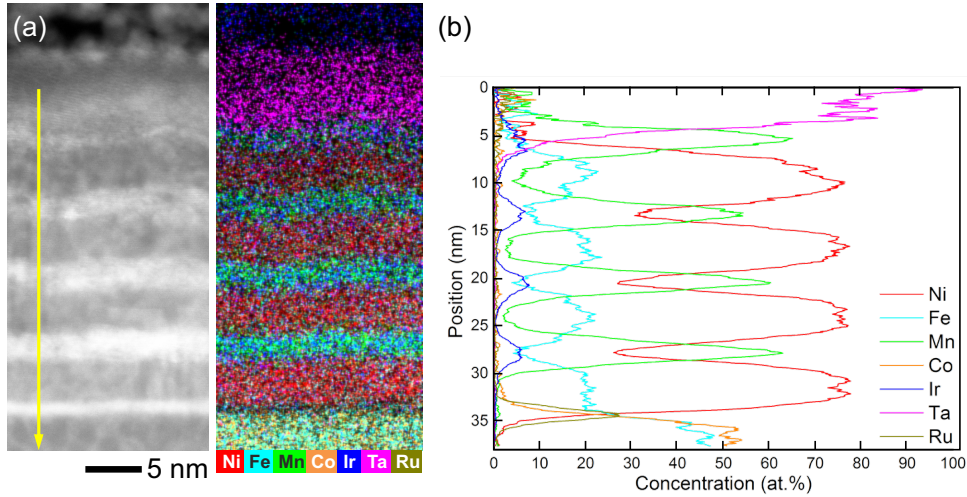 (a)
5 nm
Ni Fe Mn Co Ir Ta Ru
(b)
Position (nm)
0
5
10
15
20
25
30
35
Ni
Fe
Mn
Co
Ir
Ta
Ru
0 10 20 30 40 50 60 70 80 90 100
Concentration (at.%)